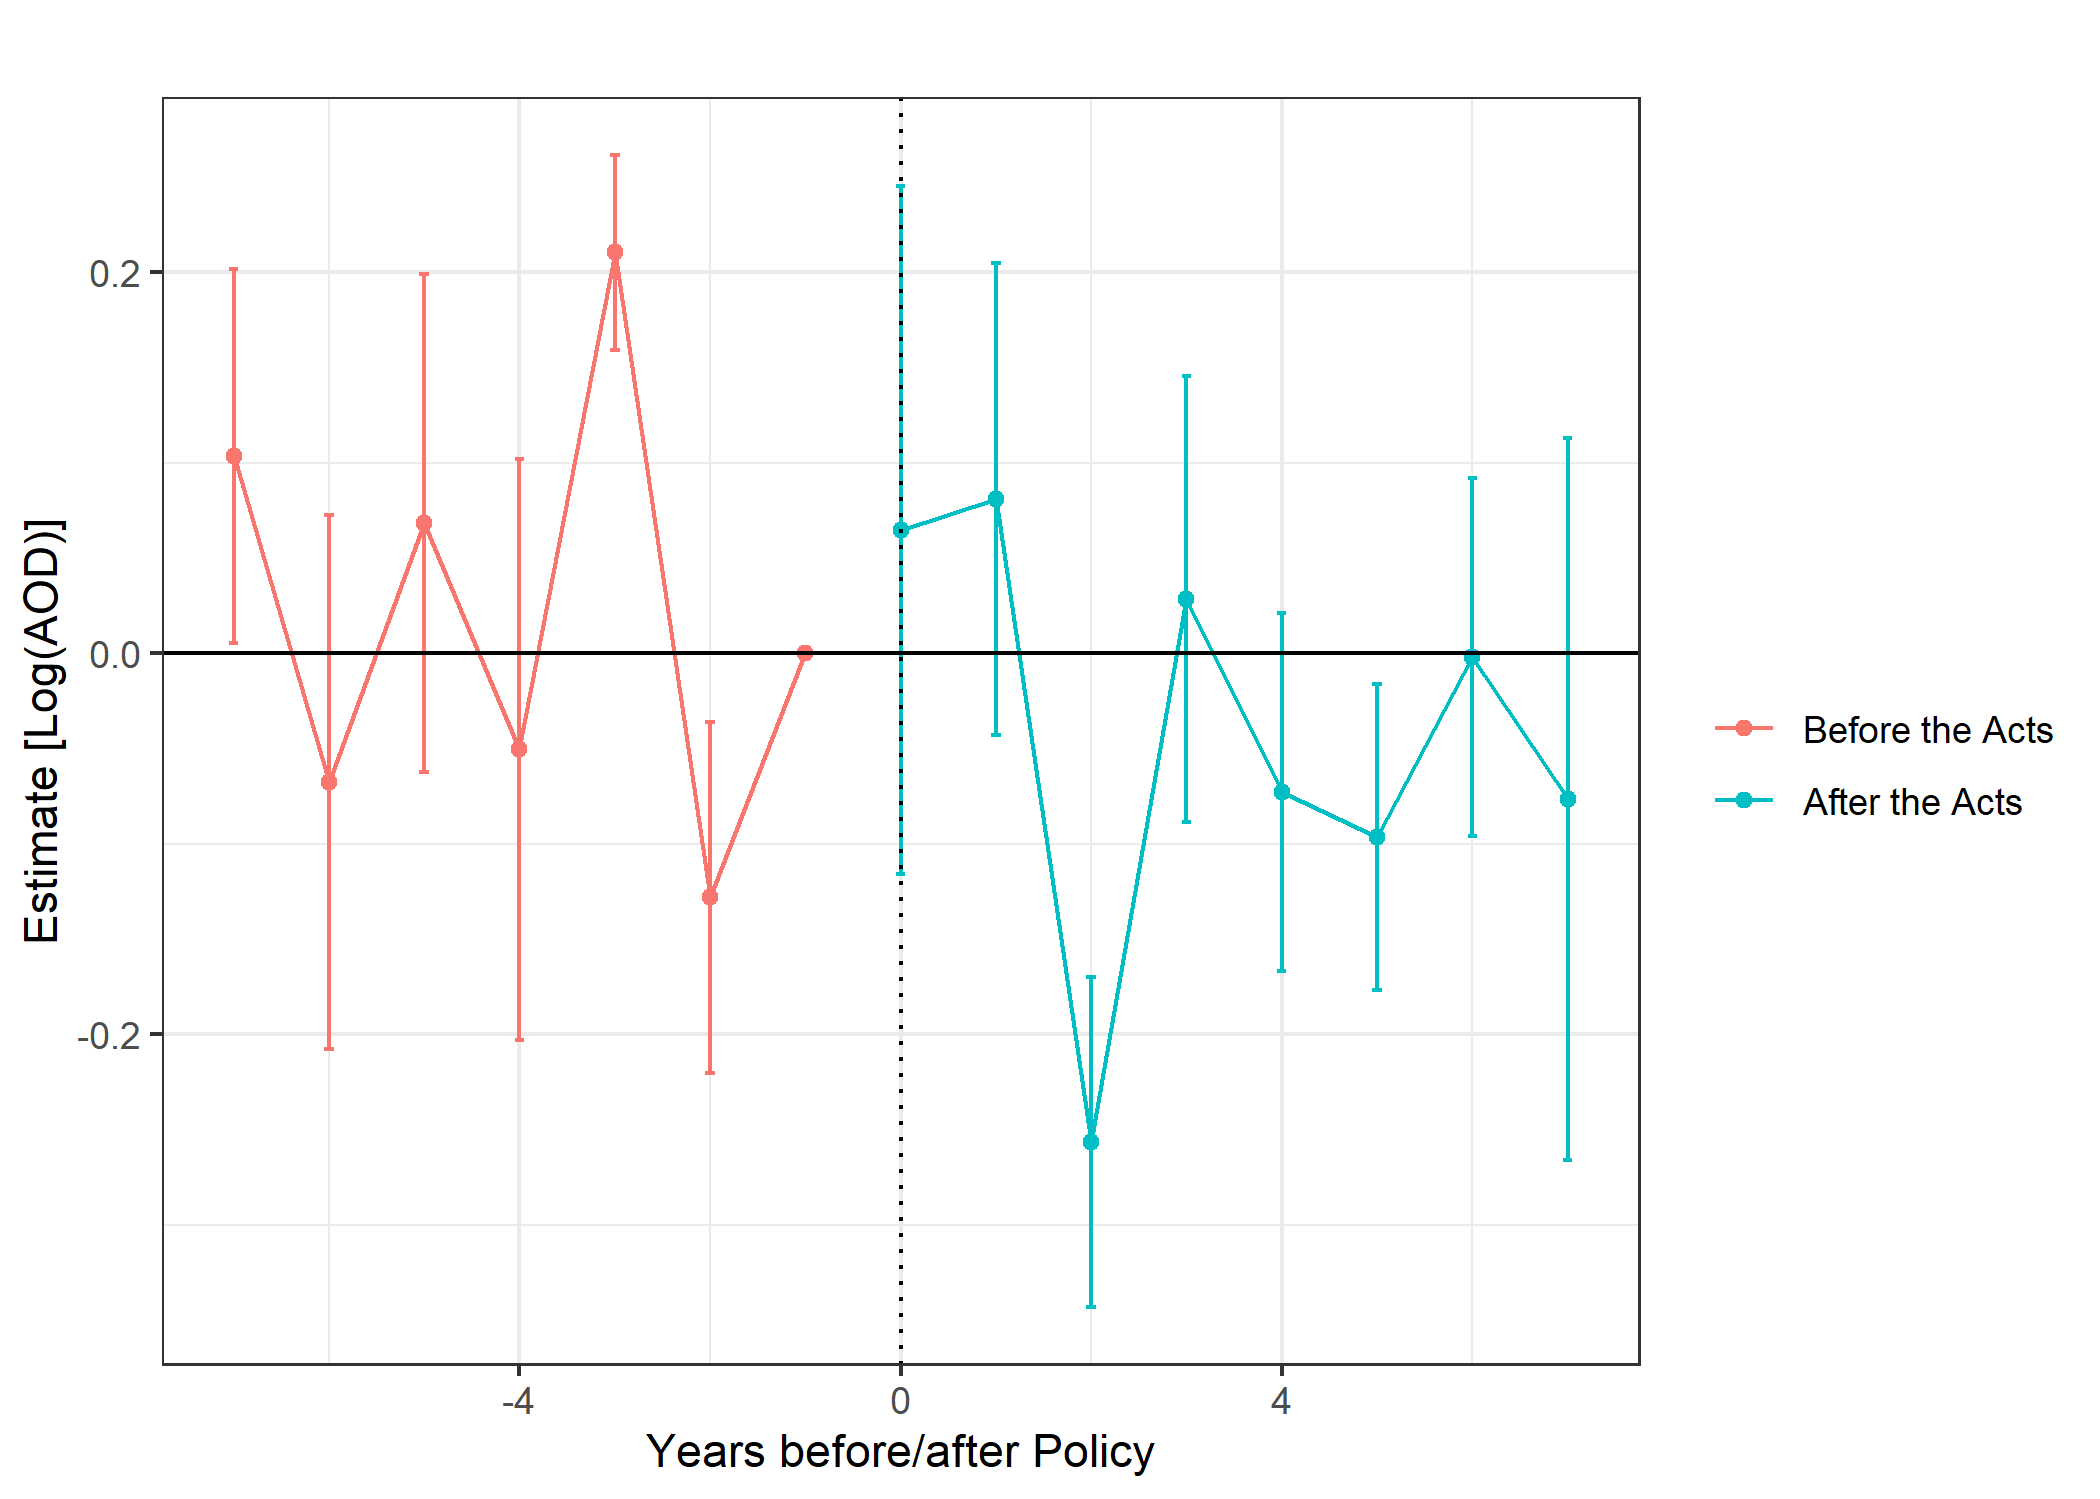 0.2
0.0
-0.2
Estimate [Log(AOD)]
-4
0
4
Years before/after Policy
Before the Acts
After the Acts